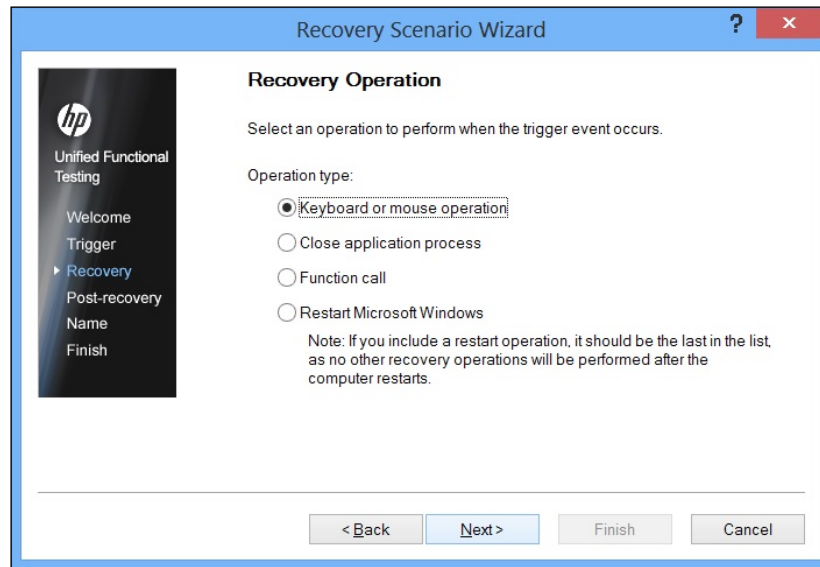 Recovery Scenario Wizard
?
hp
Unified Functional
Testing
Welcome
Trigger
Recovery
Post-recovery
Name
Finish
Recovery Operation
Select an operation to perform when the trigger event occurs.
Operation type:
Keyboard or mouse operation
Close application process
Function call
Restart Microsoft Windows
Note: If you include a restart operation, it should be the last in the list,
as no other recovery operations will be performed after the
computer restarts.
< Back
Next >
Finish
Cancel